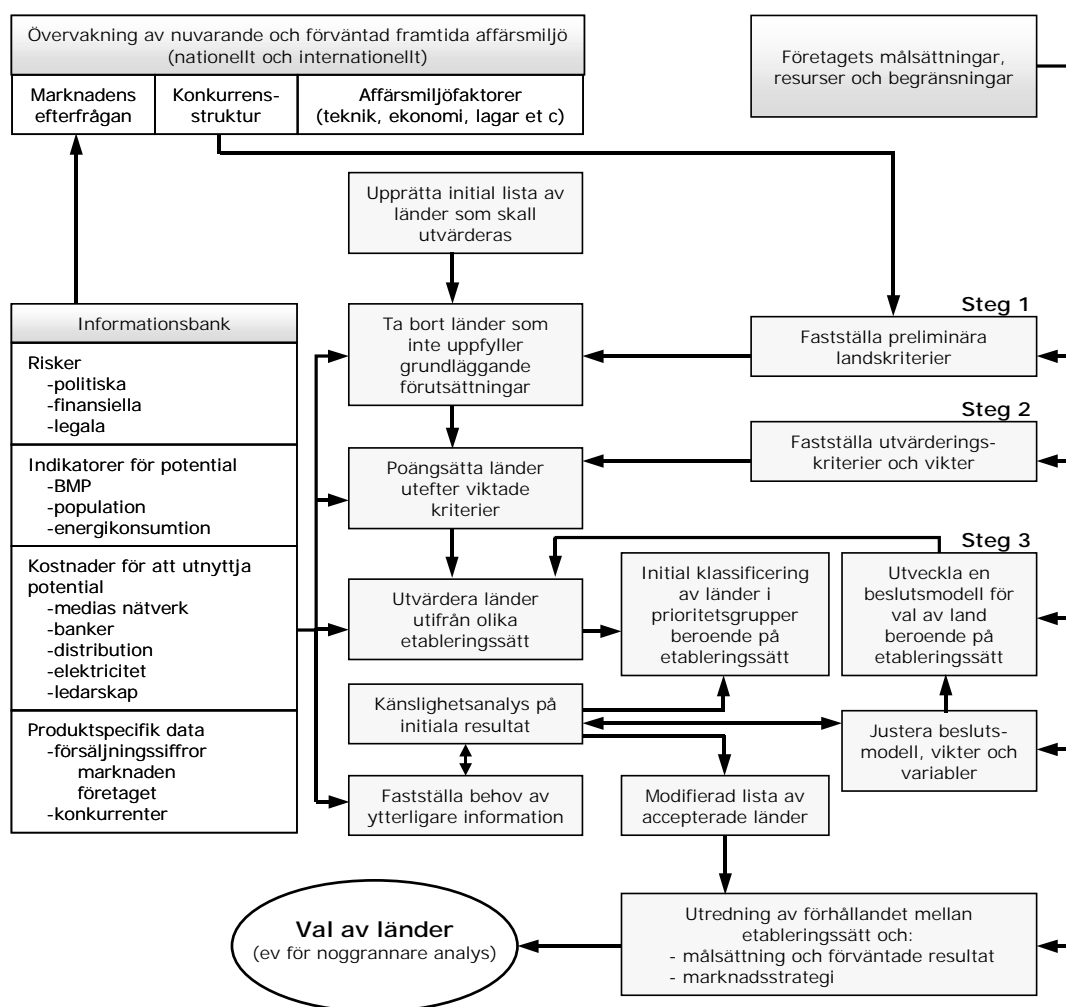 Övervakning av nuvarande och förväntad framtida affärsmiljö
(nationellt och internationellt)
Marknadens
efterfrågan
Konkurrens-
struktur
Affärsmiljöfaktorer
(teknik, ekonomi, lagar et c)
Företagets målsättningar,
resurser och begränsningar
Upprätta initial lista av
länder som skall
utvärderas
Informationsbank
Risker
-politiska
-finansiella
-legala
Indikatorer för potential
-BMP
-population
-energikonsumtion
Kostnader för att utnyttja
potential
-medias nätverk
-banker
-distribution
-elektricitet
-ledarskap
Produktspecifik data
-försäljningssiffror
marknaden
företaget
-konkurrenter
Ta bort länder som
inte uppfyller
grundläggande
förutsättningar
Steg 1
Fastställa preliminära
landskriterier
Poängsätta länder
utefter viktade
kriterier
Steg 2
Fastställa utvärderings-
kriterier och vikter
Utvärdera länder
utifrån olika
etableringssätt
Initial klassificering
av länder i
prioritetsgrupper
beroende på
etableringssätt
Steg 3
Utveckla en
beslutsmodell för
val av land
beroende på
etableringssätt
Känslighetsanalys på
initiala resultat
Justera besluts-
modell, vikter och
variabler
Fastställa behov av
ytterligare information
Modifierad lista av
accepterade länder
Val av länder
(ev för noggrannare analys)
Utredning av förhållandet mellan
etableringssätt och:
- målsättning och förväntade resultat
- marknadsstrategi